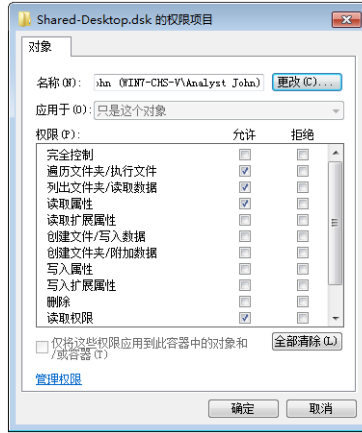 Shared-Desktop.dsk 的权限项目
对象
名称(N): ohn (WIN7-CHS-V\Analyst John) 更改(C)...
应用于(O): 只是这个对象
权限(P): 允许 拒绝
完全控制
遍历文件夹/执行文件
列出文件夹/读取数据
读取属性
读取扩展属性
创建文件/写入数据
创建文件夹/附加数据
写入属性
写入扩展属性
删除
读取权限
仅将这些权限应用到此容器中的对象和 全部清除(L)
/或容器(T)
管理权限
确定 取消